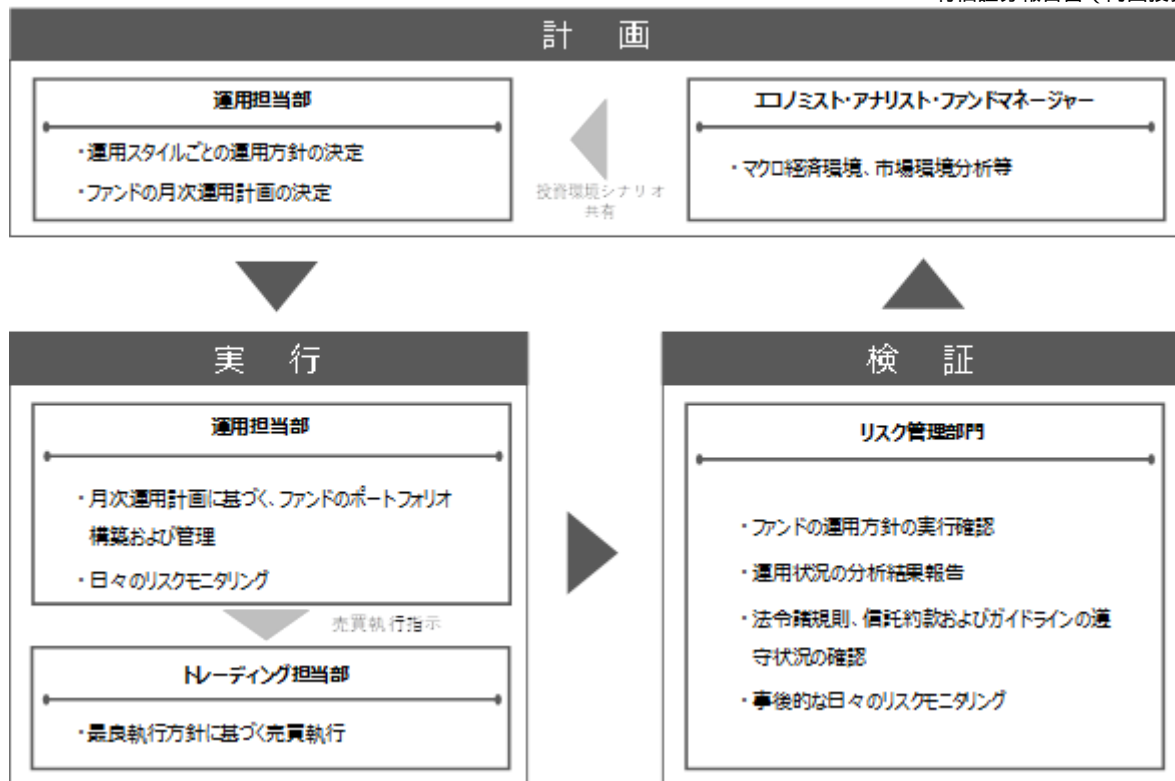 計 画
運用担当部
・運用スタイルごとの運用方針の決定
・ファンドの月次運用計画の決定
投資環境シナリオ
共有
エコノミスト・アナリスト・ファンドマネージャー
・マクロ経済環境、市場環境分析等
実 行
運用担当部
・月次運用計画に基づく、ファンドのポートフォリオ
構築および管理
・日々のリスクモニタリング
売買執行指示
トレーディング担当部
・最良執行方針に基づく売買執行
検 証
リスク管理部門
・ファンドの運用方針の実行確認
・運用状況の分析結果報告
・法令諸規則、信託約款およびガイドラインの遵
守状況の確認
・事後的な日々のリスクモニタリング